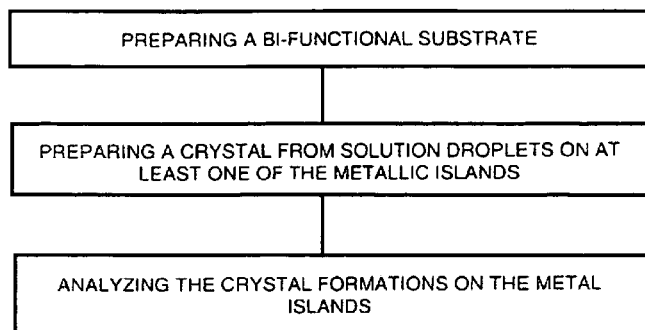 PREPARING A BI-FUNCTIONAL SUBSTRATE
PREPARING A CRYSTAL FROM SOLUTION DROPLETS ON AT
LEAST ONE OF THE METALLIC ISLANDS
ANALYZING THE CRYSTAL FORMATIONS ON THE METAL
ISLANDS